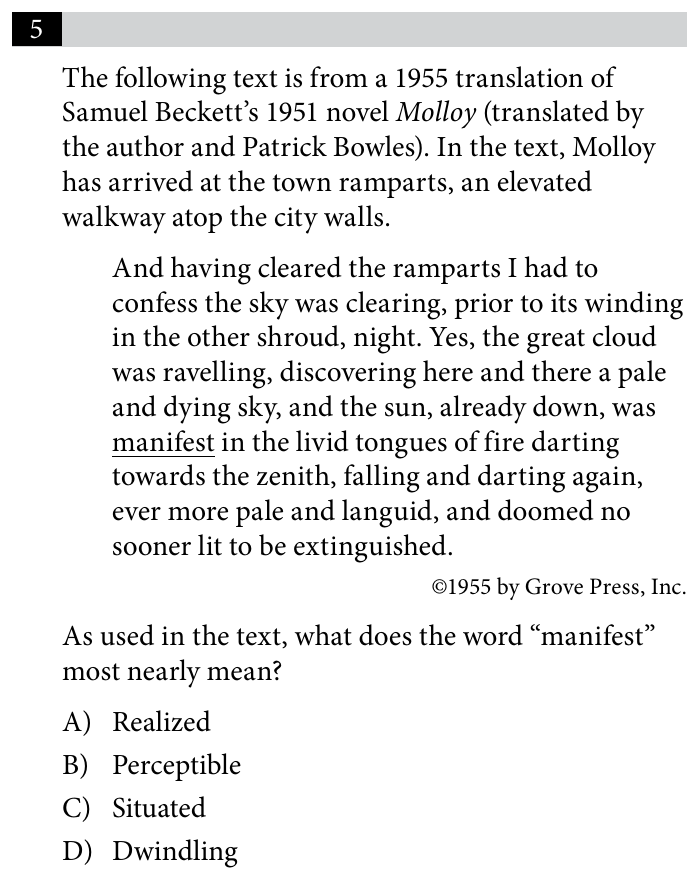 5
The following text is from a 1955 translation of
Samuel Beckett’s 1951 novel Molloy (translated by
the author and Patrick Bowles). In the text, Molloy
has arrived at the town ramparts, an elevated
walkway atop the city walls.
And having cleared the ramparts I had to
confess the sky was clearing, prior to its winding
in the other shroud, night. Yes, the great cloud
was ravelling, discovering here and there a pale
and dying sky, and the sun, already down, was
manifest in the livid tongues of fire darting
towards the zenith, falling and darting again,
ever more pale and languid, and doomed no
sooner lit to be extinguished.
©1955 by Grove Press, Inc.
As used in the text, what does the word “manifest”
most nearly mean?
A) Realized
B) Perceptible
C) Situated
D) Dwindling